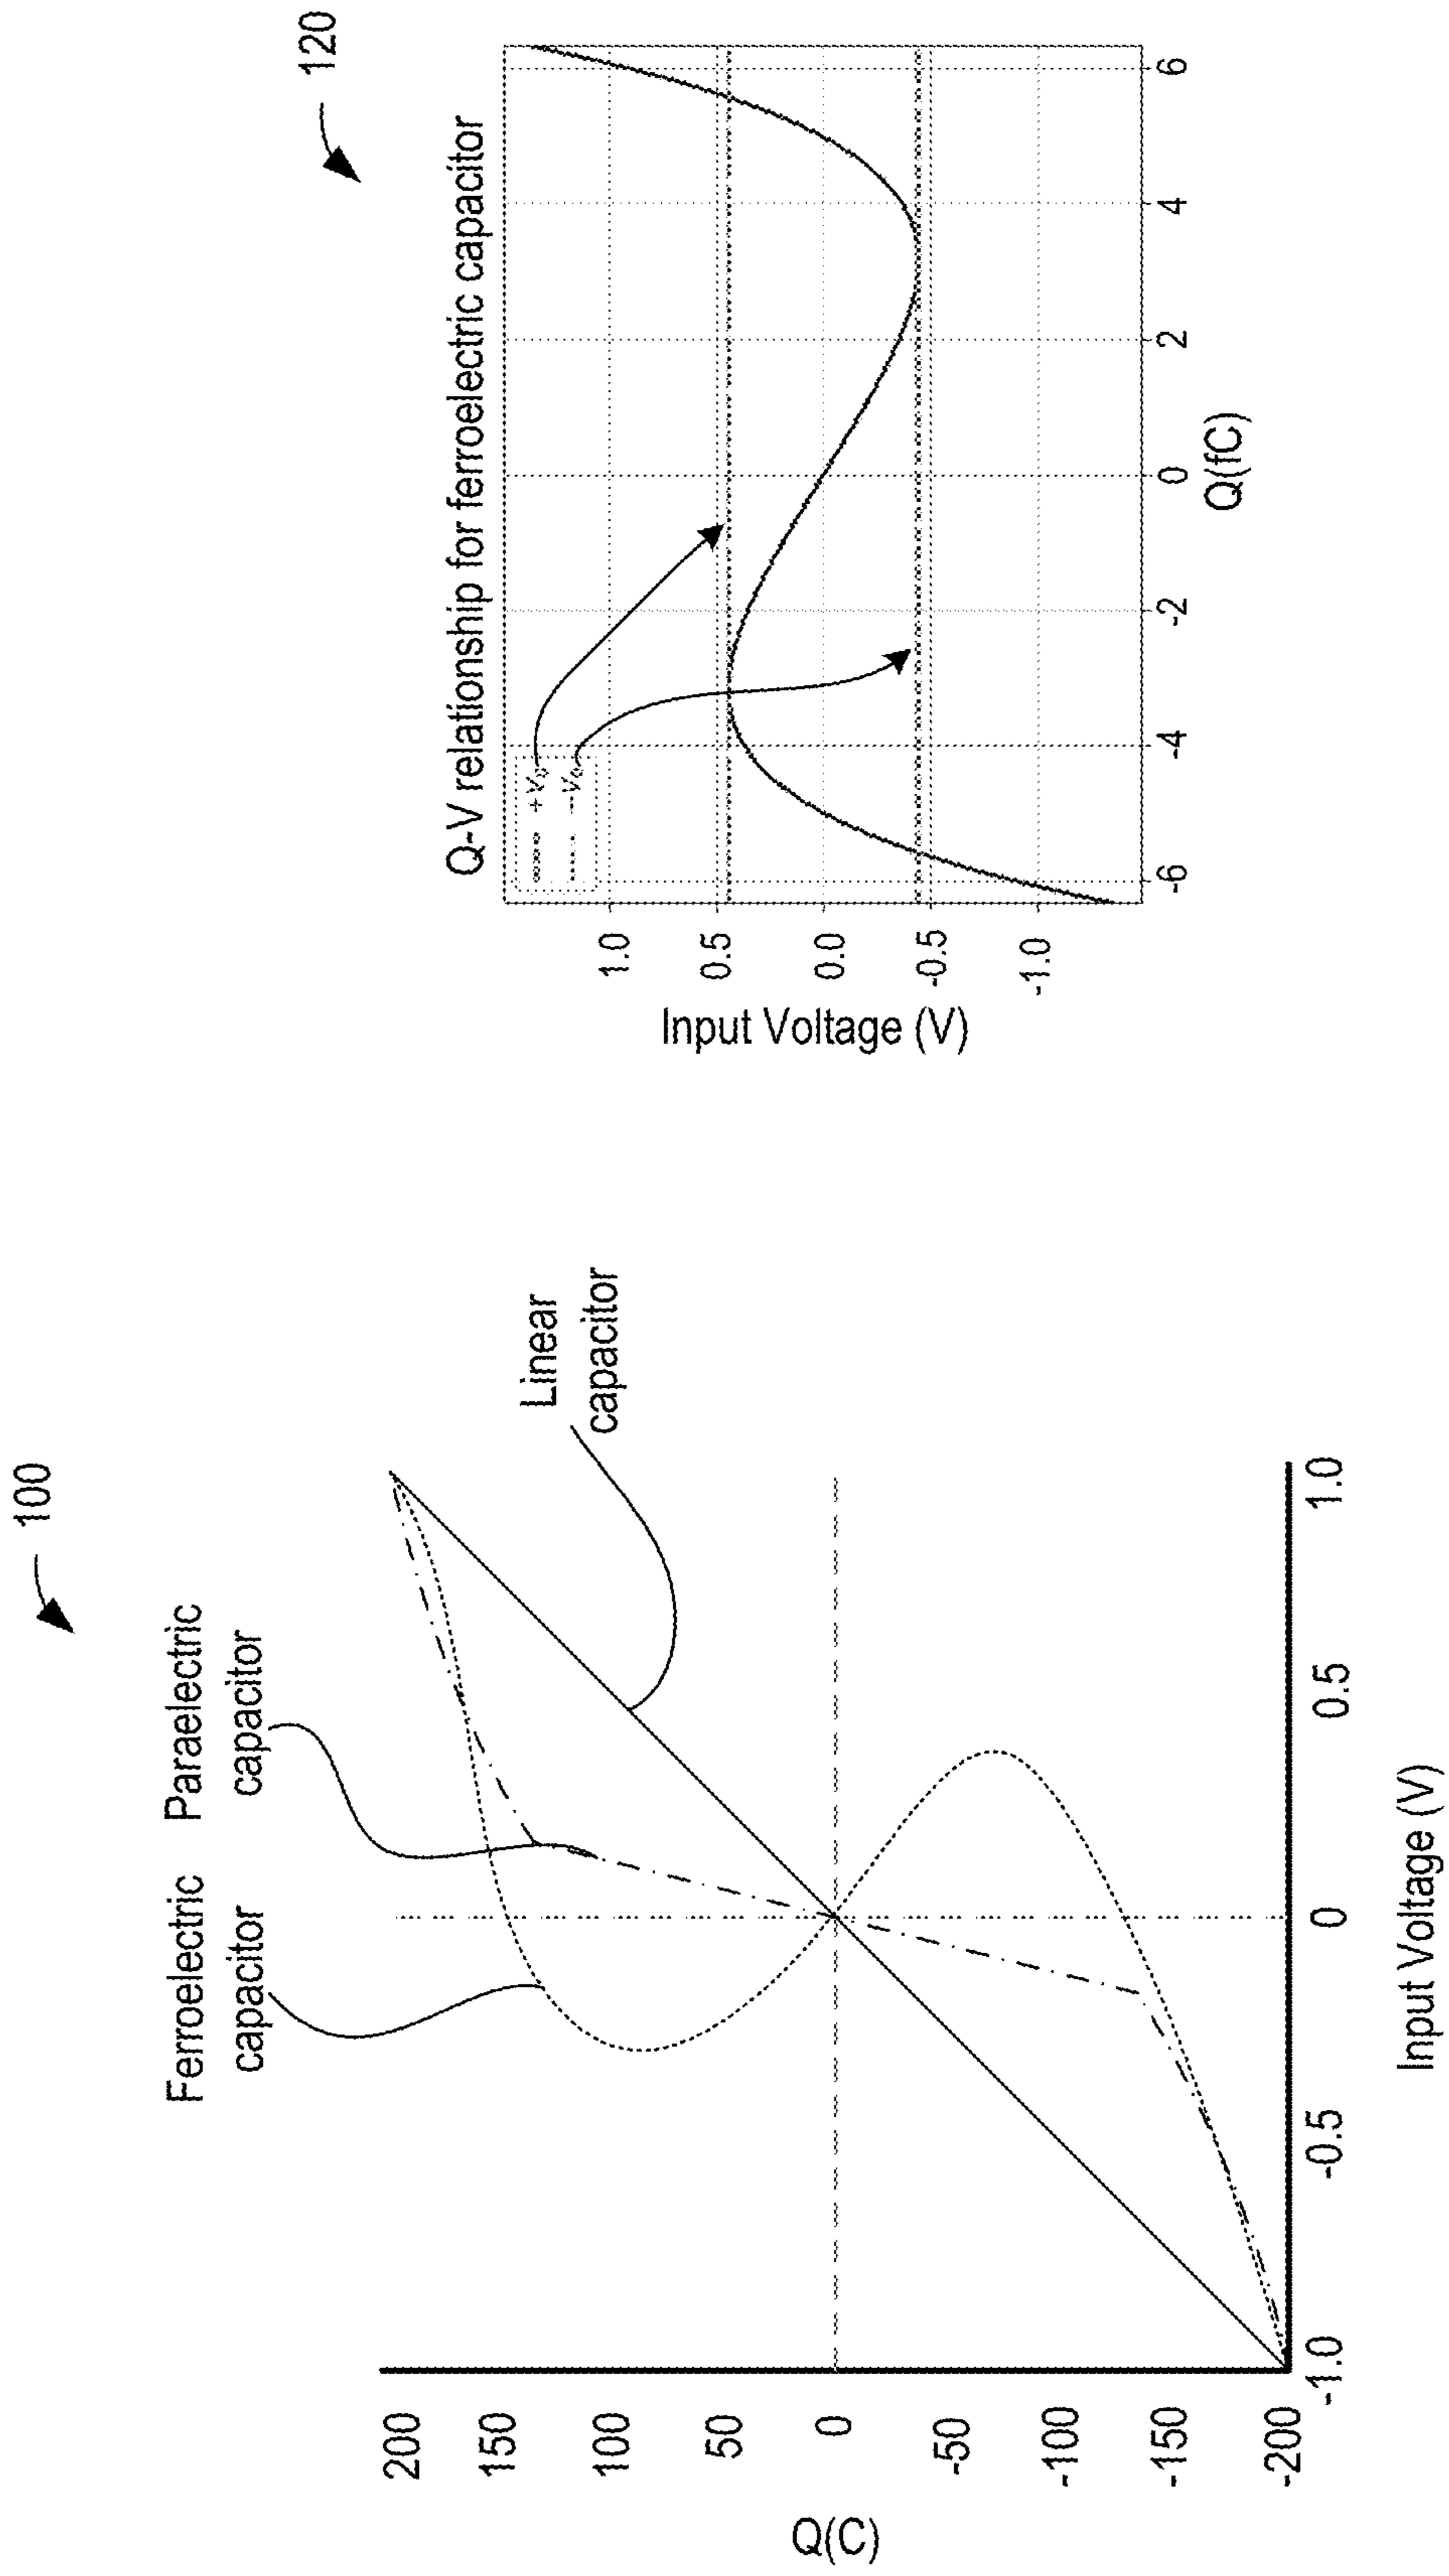 100
Ferroelectric
capacitor
Paraelectric
capacitor
Linear
capacitor
Q(C)
200
150
100
50
0
-50
-100
-150
-200
-1.0
-0.5
0
0.5
1.0
Input Voltage (V)
120
Q-V relationship for ferroelectric capacitor
+V₀
-V₀
Input Voltage (V)
1.0
0.5
0.0
-0.5
-1.0
-6
-4
-2
0
2
4
6
Q(fC)